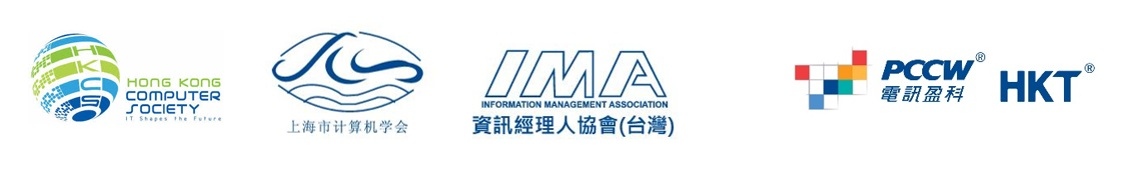 HKCS
HONG KONG
COMPUTER
SOCIETY
IT Shapes the Future
上海市计算机学会
IMA
INFORMATION MANAGEMENT ASSOCIATION
資訊經理人協會(台灣)
PCCW®
電訊盈科
HKT®